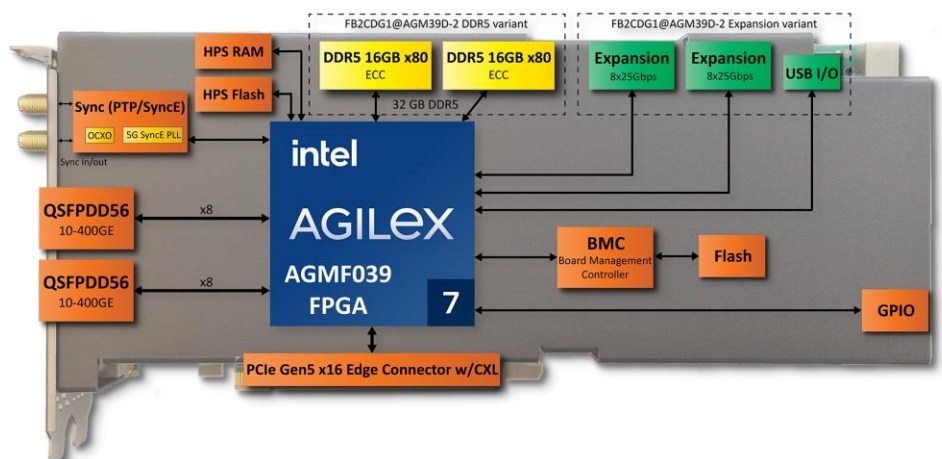 FB2CDG1@AGM39D-2 DDR5 variant
FB2CDG1@AGM39D-2 Expansion variant
HPS RAM
DDR5 16GB x80
ECC
DDR5 16GB x80
ECC
Expansion
8x25Gbps
Expansion
8x25Gbps
USB I/O
HPS Flash
32 GB DDR5
Sync (PTP/SyncE)
OCXO
5G SyncE PLL
Sync in/out
intel
AGILEX
AGMF039
FPGA
7
QSFPDD56
10-400GE
x8
QSFPDD56
10-400GE
x8
BMC
Board Management
Controller
Flash
GPIO
PCIe Gen5 x16 Edge Connector w/CXL